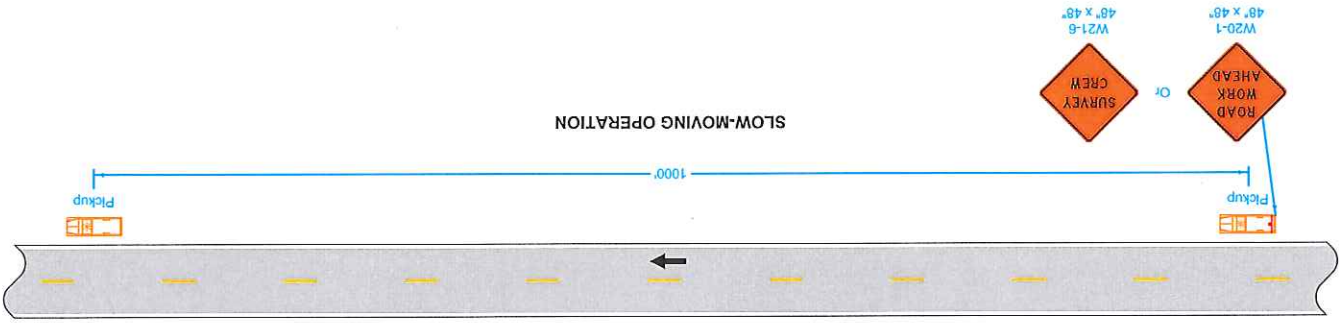 Pickup
1000'
Pickup
SLOW-MOVING OPERATION
ROAD
WORK
AHEAD
Or
SURVEY
CREW
W20-1
48" x 48"
W21-6
48" x 48"